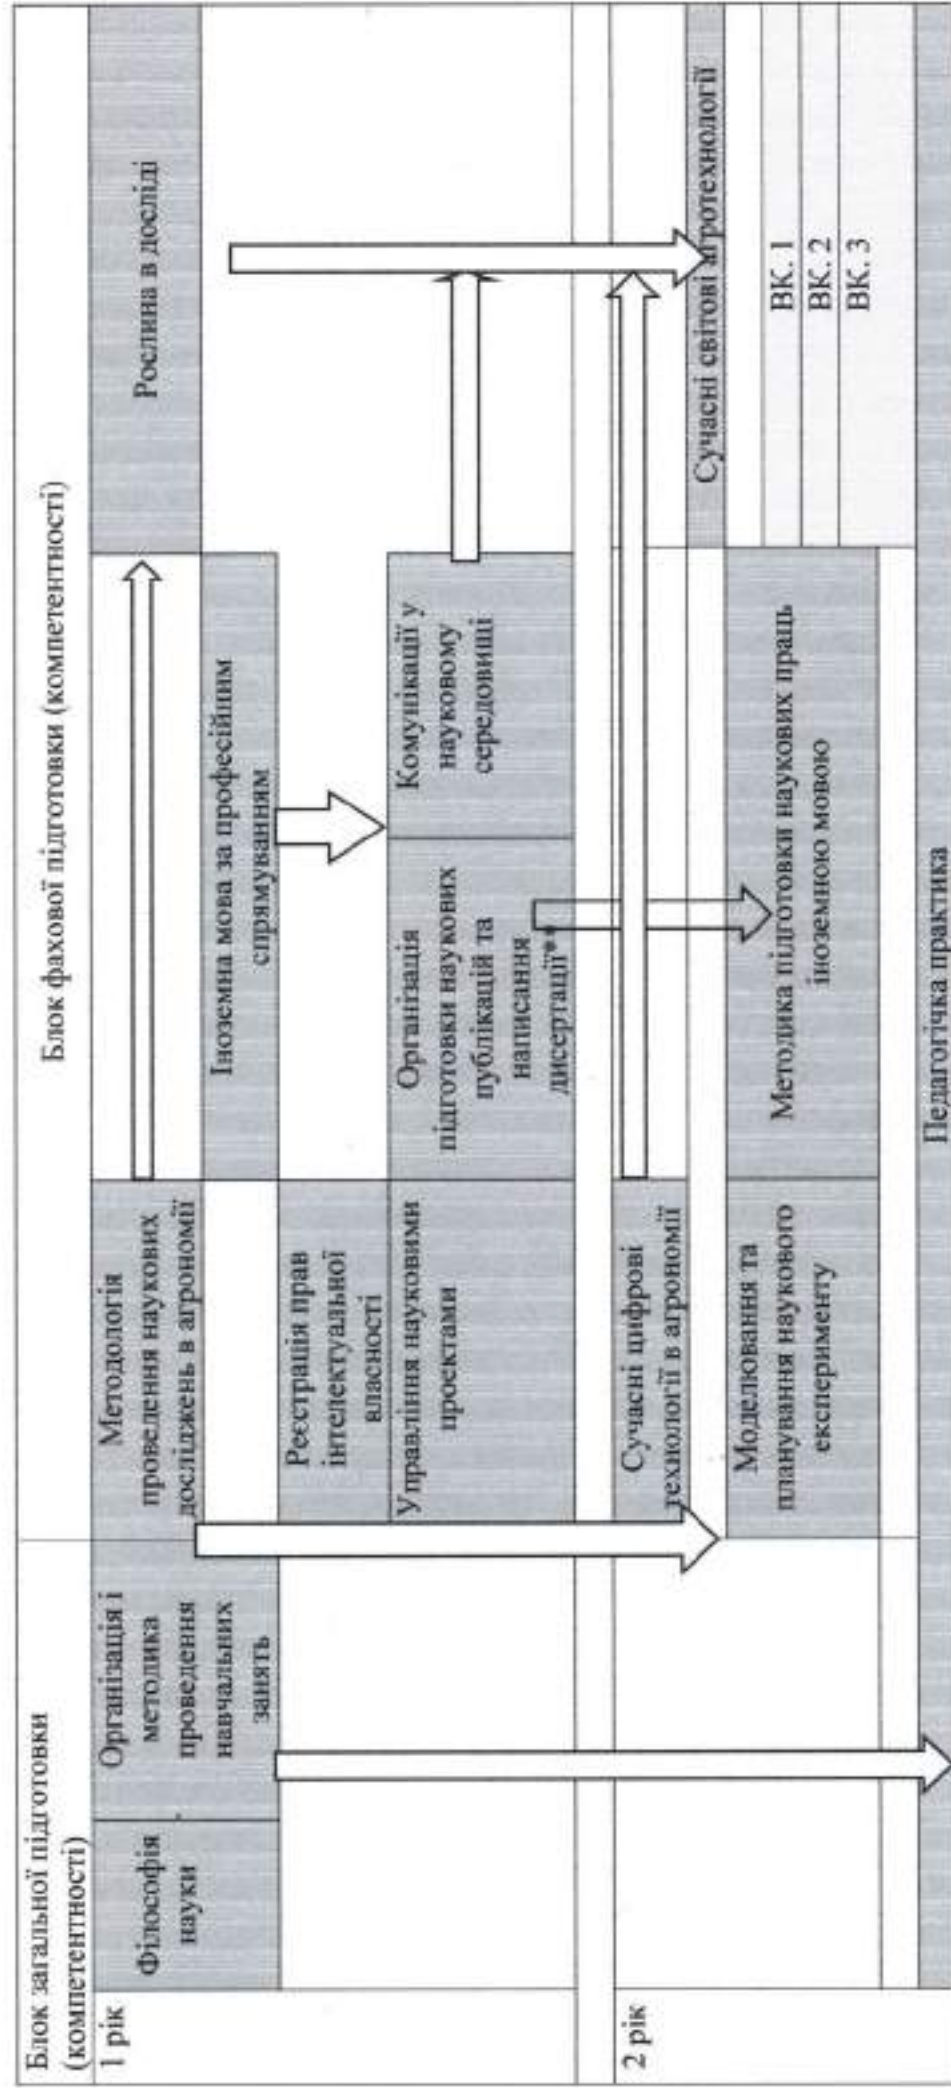 Блок загальної підготовки
(компетентності)
Блок фахової підготовки (компетентності)
1 рік
Філософія
науки
Організація і
методика
проведення
навчальних
занять
Методологія
проведення наукових
досліджень в агрономії
Рослина в досліді
Іноземна мова за професійним
спрямуванням
Реєстрація прав
інтелектуальної
власності
Управління науковими
проектами
Організація
підготовки наукових
публікацій та
написання
дисертації**
Комунікації у
науковому
середовищі
2 рік
Сучасні цифрові
технології в агрономії
Сучасні світові агротехнології
Моделювання та
планування наукового
експерименту
Методика підготовки наукових праць
іноземною мовою
ВК. 1
ВК. 2
ВК. 3
Педагогічка практика